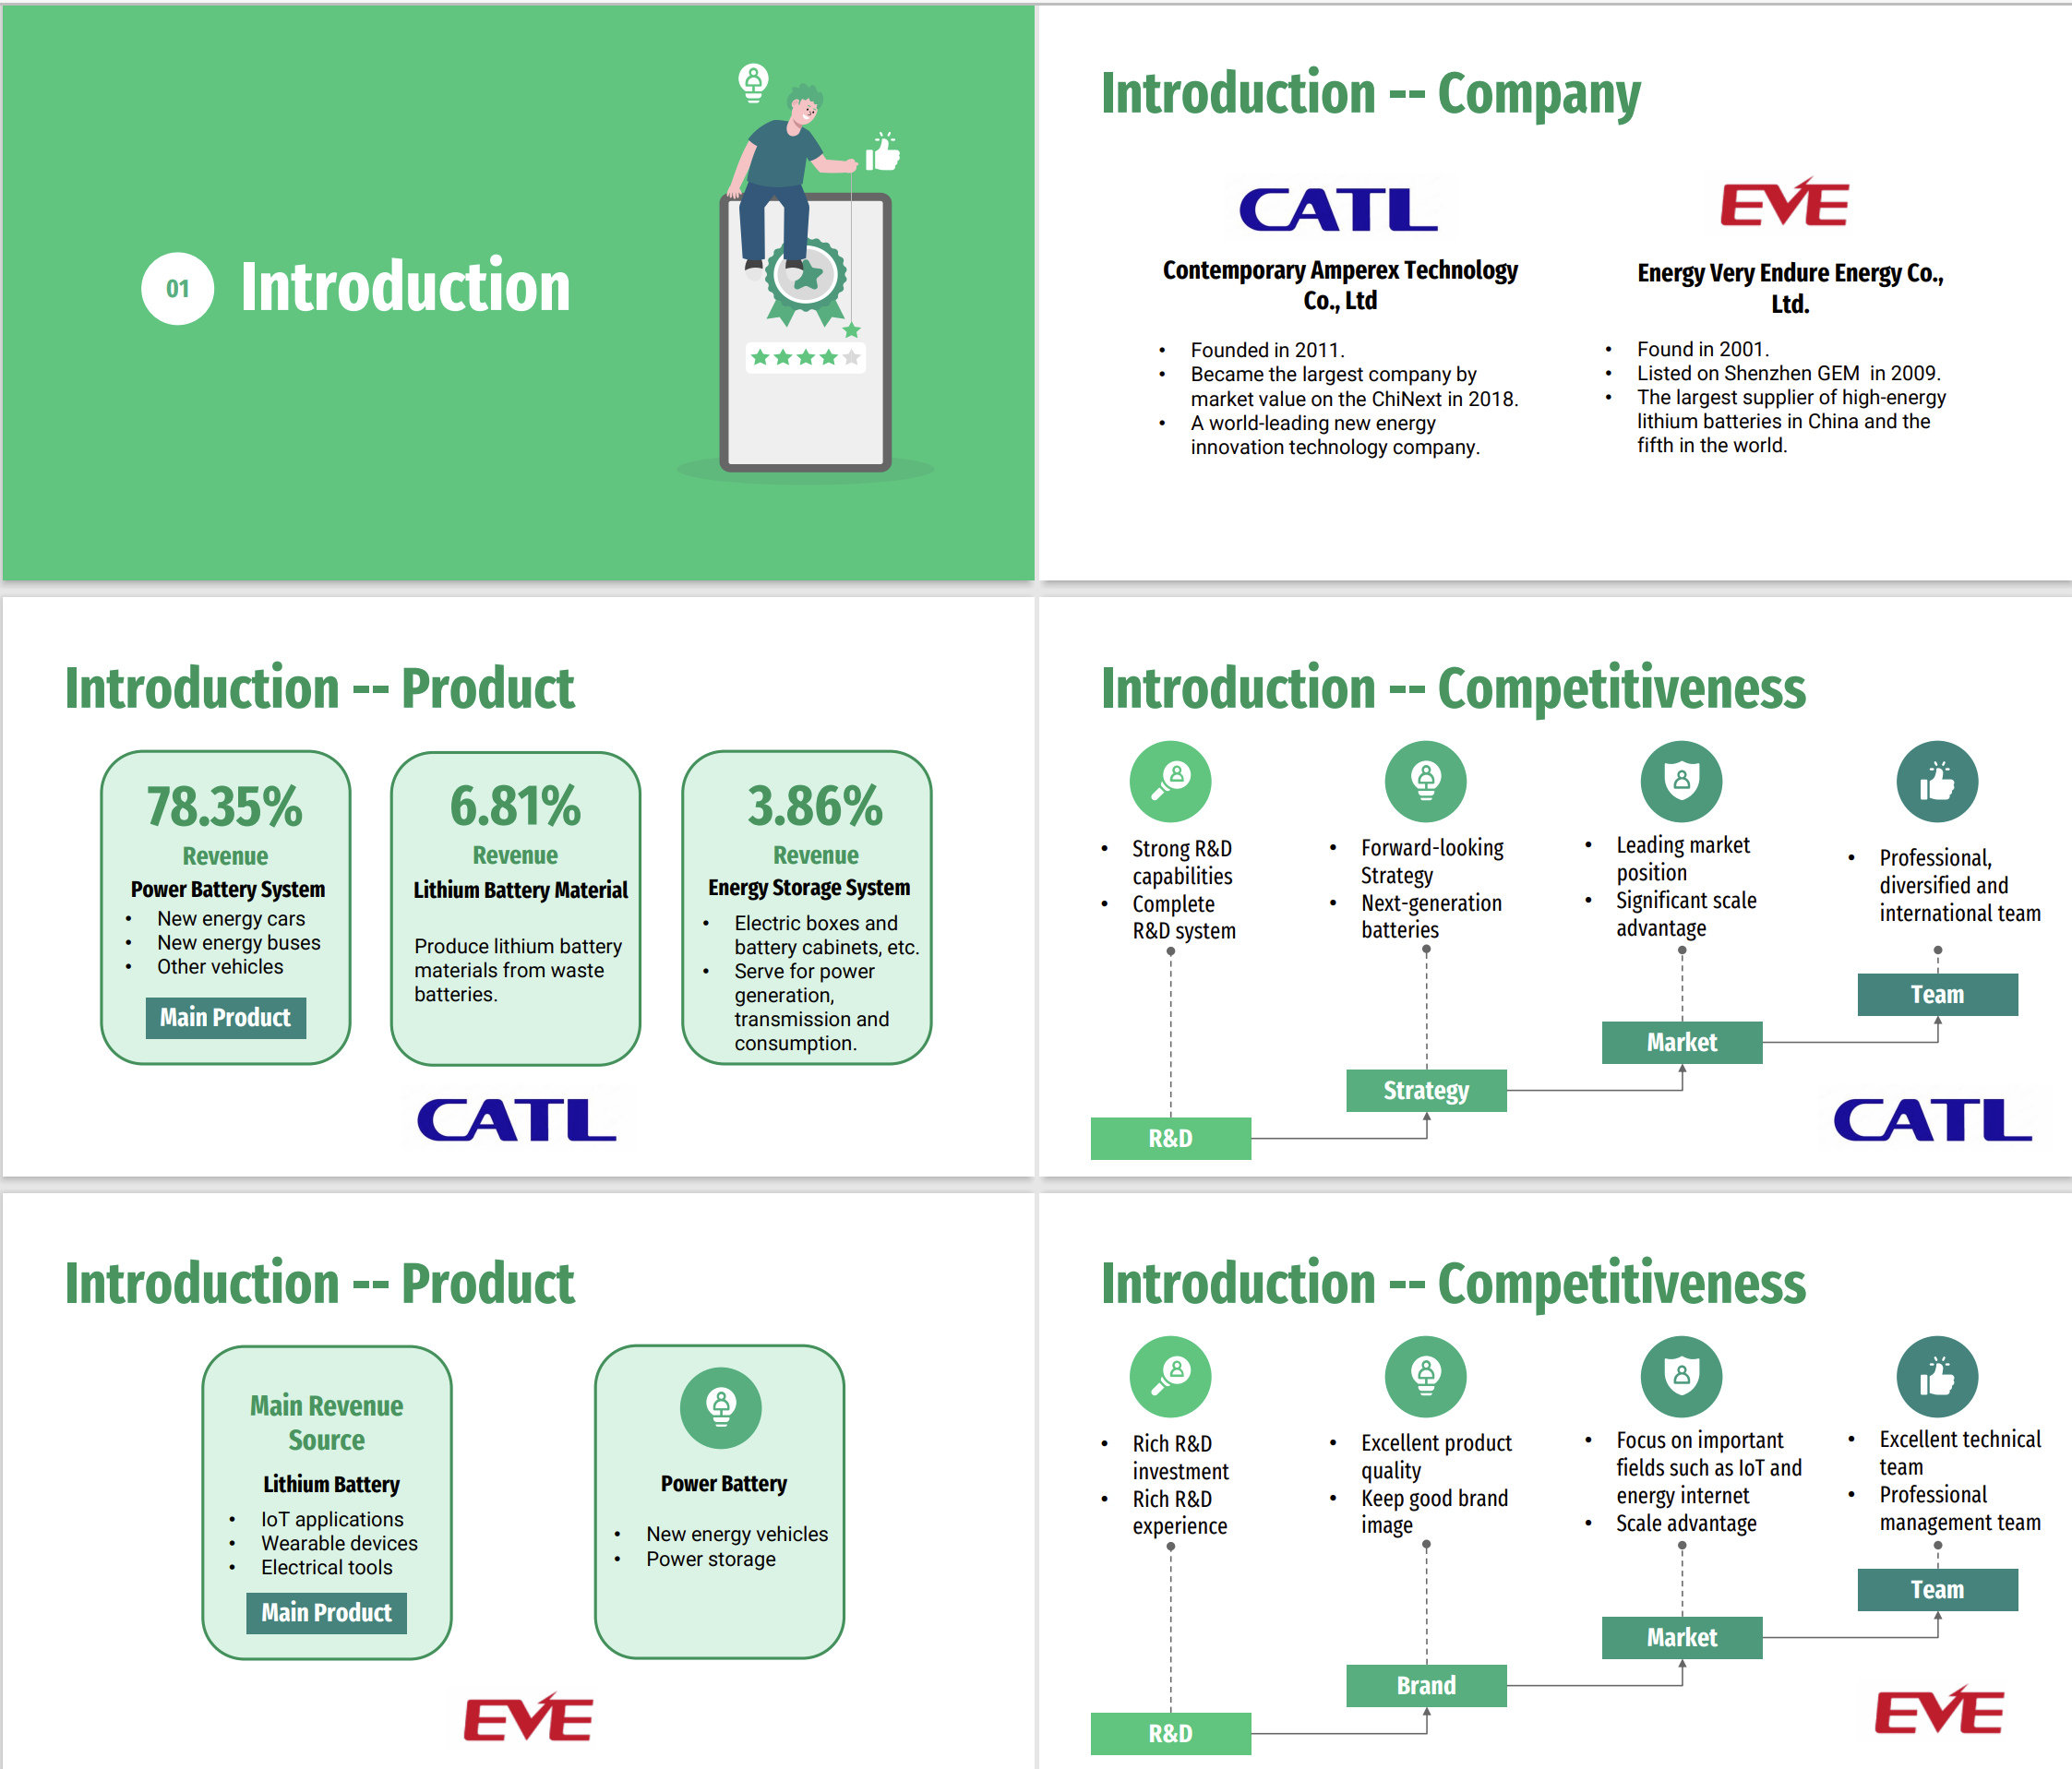 01 Introduction
Introduction -- Company
CATL
Contemporary Amperex Technology
Co., Ltd
• Founded in 2011.
• Became the largest company by
market value on the ChiNext in 2018.
• A world-leading new energy
innovation technology company.
EVE
Energy Very Endure Energy Co.,
Ltd.
• Found in 2001.
• Listed on Shenzhen GEM  in 2009.
• The largest supplier of high-energy
lithium batteries in China and the
fifth in the world.
Introduction -- Product
78.35%
Revenue
Power Battery System
• New energy cars
• New energy buses
• Other vehicles
Main Product
6.81%
Revenue
Lithium Battery Material
Produce lithium battery
materials from waste
batteries.
3.86%
Revenue
Energy Storage System
• Electric boxes and
battery cabinets, etc.
• Serve for power
generation,
transmission and
consumption.
CATL
Introduction -- Competitiveness
• Strong R&D
capabilities
• Complete
R&D system
R&D
• Forward-looking
Strategy
• Next-generation
batteries
Strategy
• Leading market
position
• Significant scale
advantage
Market
• Professional,
diversified and
international team
Team
CATL
Introduction -- Product
Main Revenue
Source
Lithium Battery
• IoT applications
• Wearable devices
• Electrical tools
Main Product
Power Battery
• New energy vehicles
• Power storage
EVE
Introduction -- Competitiveness
• Rich R&D
investment
• Rich R&D
experience
R&D
• Excellent product
quality
• Keep good brand
image
Brand
• Focus on important
fields such as IoT and
energy internet
• Scale advantage
Market
• Excellent technical
team
• Professional
management team
Team
EVE